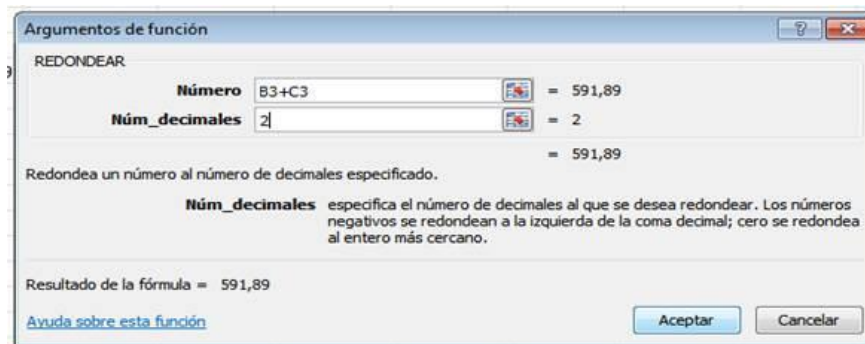 Argumentos de función
REDONDEAR
Número B3+C3 = 591,89
Núm_decimales 2 = 2
= 591,89
Redondea un número al número de decimales especificado.
Núm_decimales especifica el número de decimales al que se desea redondear. Los números
negativos se redondean a la izquierda de la coma decimal; cero se redondea
al entero más cercano.
Resultado de la fórmula = 591,89
Ayuda sobre esta función Aceptar Cancelar